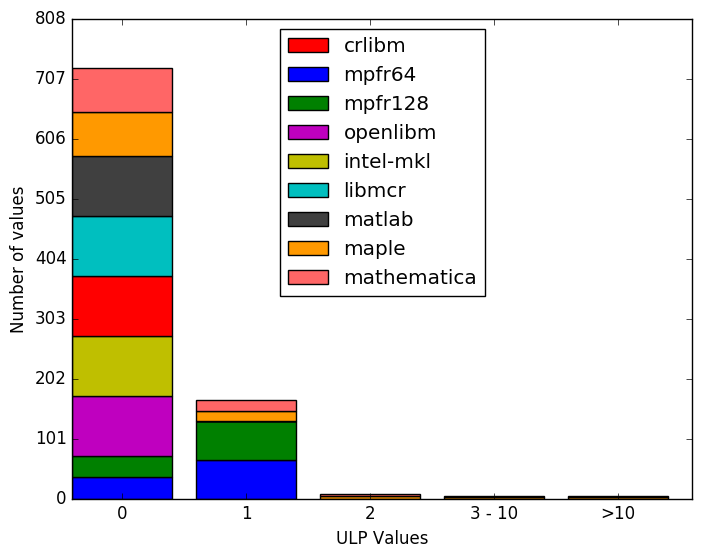 808
707
606
505
404
303
202
101
0
Number of values
crlibm
mpfr64
mpfr128
openlibm
intel-mkl
libmcr
matlab
maple
mathematica
0 1 2 3 - 10 >10
ULP Values